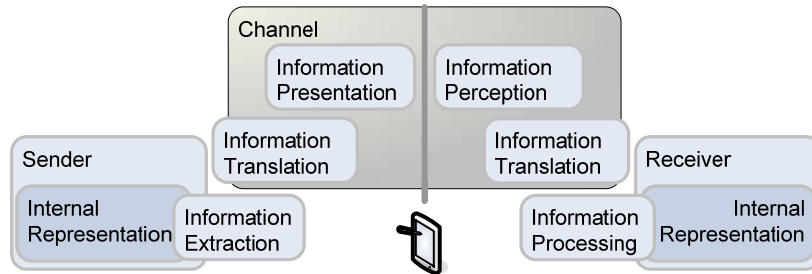 Channel
Information
Presentation
Information
Perception
Information
Translation
Information
Translation
Sender
Receiver
Internal
Representation
Information
Extraction
Information
Processing
Internal
Representation